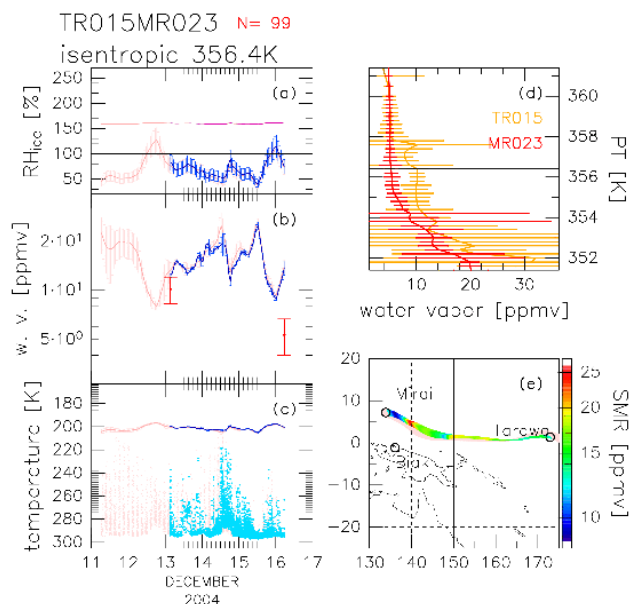 TR015MR023 N= 99
isentropic 356.4K
250
200
150
100
50
RHice [%]
(a)
2·10¹
1·10¹
5·10⁰
w. v. [ppmv]
(b)
180
200
220
240
260
280
300
temperature [K]
(c)
11 12 13 14 15 16 17
DECEMBER
2004
(d)
TR015
MR023
360
358
356
354
352
PT [K]
10 20 30
water vapor [ppmv]
20
10
0
-10
-20
(e)
Mirai
Tarawa
Bia
130 140 150 160 170
25
20
15
10
SMR [ppmv]